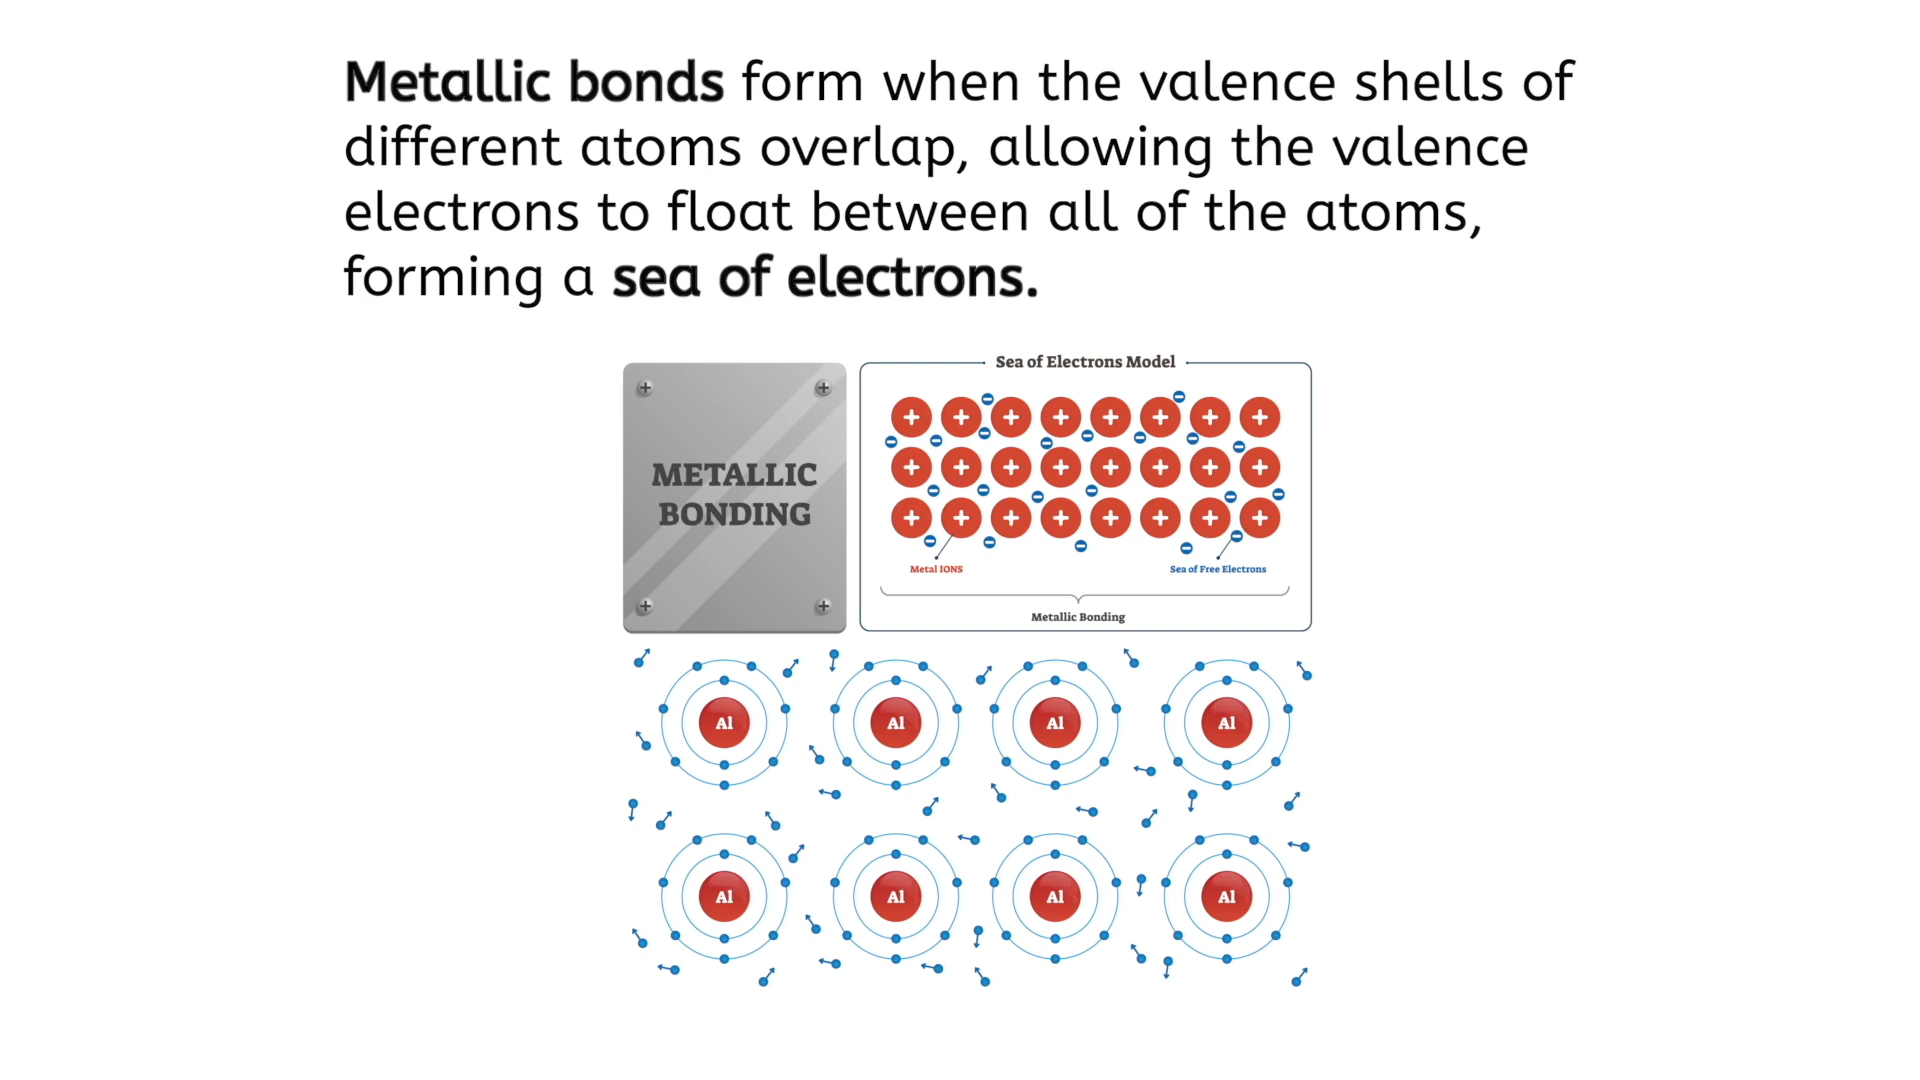 Metallic bonds form when the valence shells of
different atoms overlap, allowing the valence
electrons to float between all of the atoms,
forming a sea of electrons.
METALLIC
BONDING
Sea of Electrons Model
+ + + + + + + +
+ + + + + + + +
+ + + + + + + +
Metal IONS
Sea of Free Electrons
Metallic Bonding
Al Al Al Al
Al Al Al Al